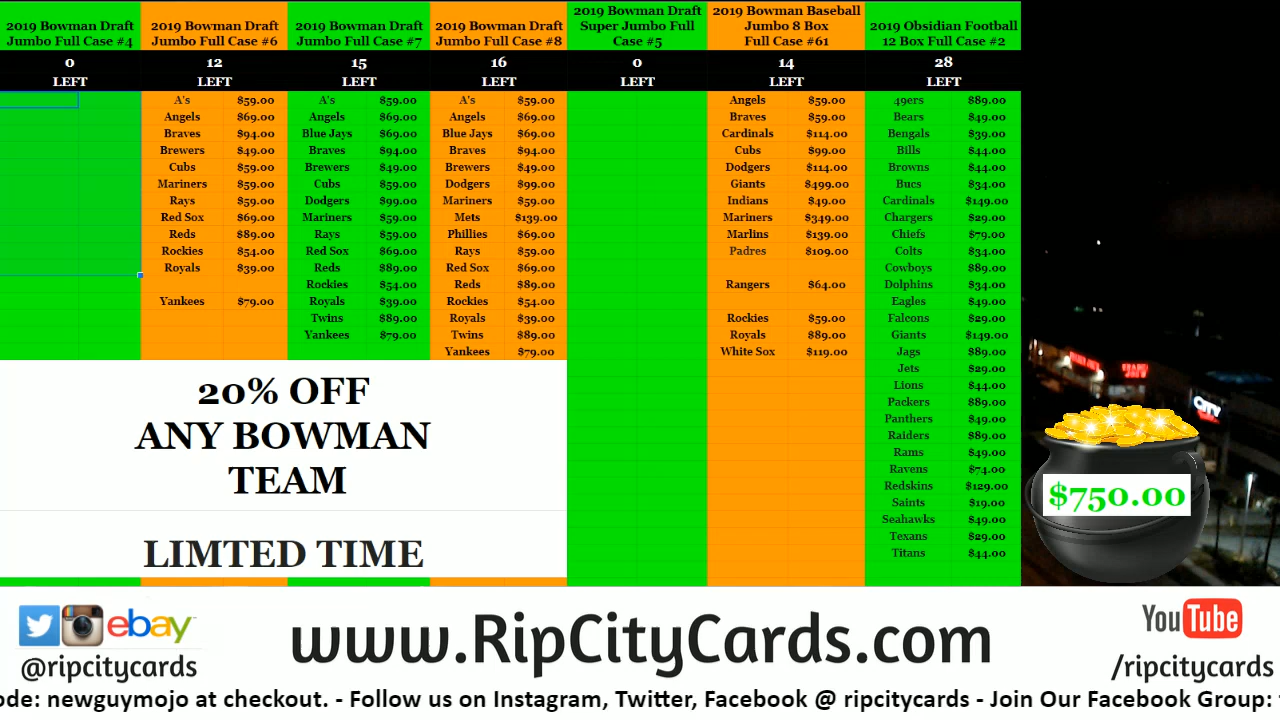 2019 Bowman Draft
Jumbo Full Case #4
0
LEFT
2019 Bowman Draft
Jumbo Full Case #6
12
LEFT
A's $59.00
Angels $69.00
Braves $94.00
Brewers $49.00
Cubs $59.00
Mariners $59.00
Rays $59.00
Red Sox $69.00
Reds $89.00
Rockies $54.00
Royals $39.00
Yankees $79.00
2019 Bowman Draft
Jumbo Full Case #7
15
LEFT
A's $59.00
Angels $69.00
Blue Jays $69.00
Braves $94.00
Brewers $49.00
Cubs $59.00
Dodgers $99.00
Mariners $59.00
Rays $59.00
Red Sox $69.00
Reds $89.00
Rockies $54.00
Royals $39.00
Twins $89.00
Yankees $79.00
2019 Bowman Draft
Jumbo Full Case #8
16
LEFT
A's $59.00
Angels $69.00
Blue Jays $69.00
Braves $94.00
Brewers $49.00
Dodgers $99.00
Mariners $59.00
Mets $139.00
Phillies $69.00
Rays $59.00
Red Sox $69.00
Reds $89.00
Rockies $54.00
Royals $39.00
Twins $89.00
Yankees $79.00
2019 Bowman Draft
Super Jumbo Full
Case #5
0
LEFT
2019 Bowman Baseball
Jumbo 8 Box
Full Case #61
14
LEFT
Angels $59.00
Braves $59.00
Cardinals $114.00
Cubs $99.00
Dodgers $114.00
Giants $499.00
Indians $49.00
Mariners $349.00
Marlins $139.00
Padres $109.00
Rangers $64.00
Rockies $59.00
Royals $89.00
White Sox $119.00
2019 Obsidian Football
12 Box Full Case #2
28
LEFT
49ers $89.00
Bears $49.00
Bengals $39.00
Bills $44.00
Browns $44.00
Bucs $34.00
Cardinals $149.00
Chargers $29.00
Chiefs $79.00
Colts $34.00
Cowboys $89.00
Dolphins $34.00
Eagles $49.00
Falcons $29.00
Giants $149.00
Jags $89.00
Jets $29.00
Lions $44.00
Packers $89.00
Panthers $49.00
Raiders $89.00
Rams $49.00
Ravens $74.00
Redskins $129.00
Saints $19.00
Seahawks $49.00
Texans $29.00
Titans $44.00
20% OFF
ANY BOWMAN
TEAM
LIMTED TIME
$750.00
ebay
@ripcitycards
www.RipCityCards.com
YouTube
/ripcitycards
ode: newguymojo at checkout. - Follow us on Instagram, Twitter, Facebook @ ripcitycards - Join Our Facebook Group: